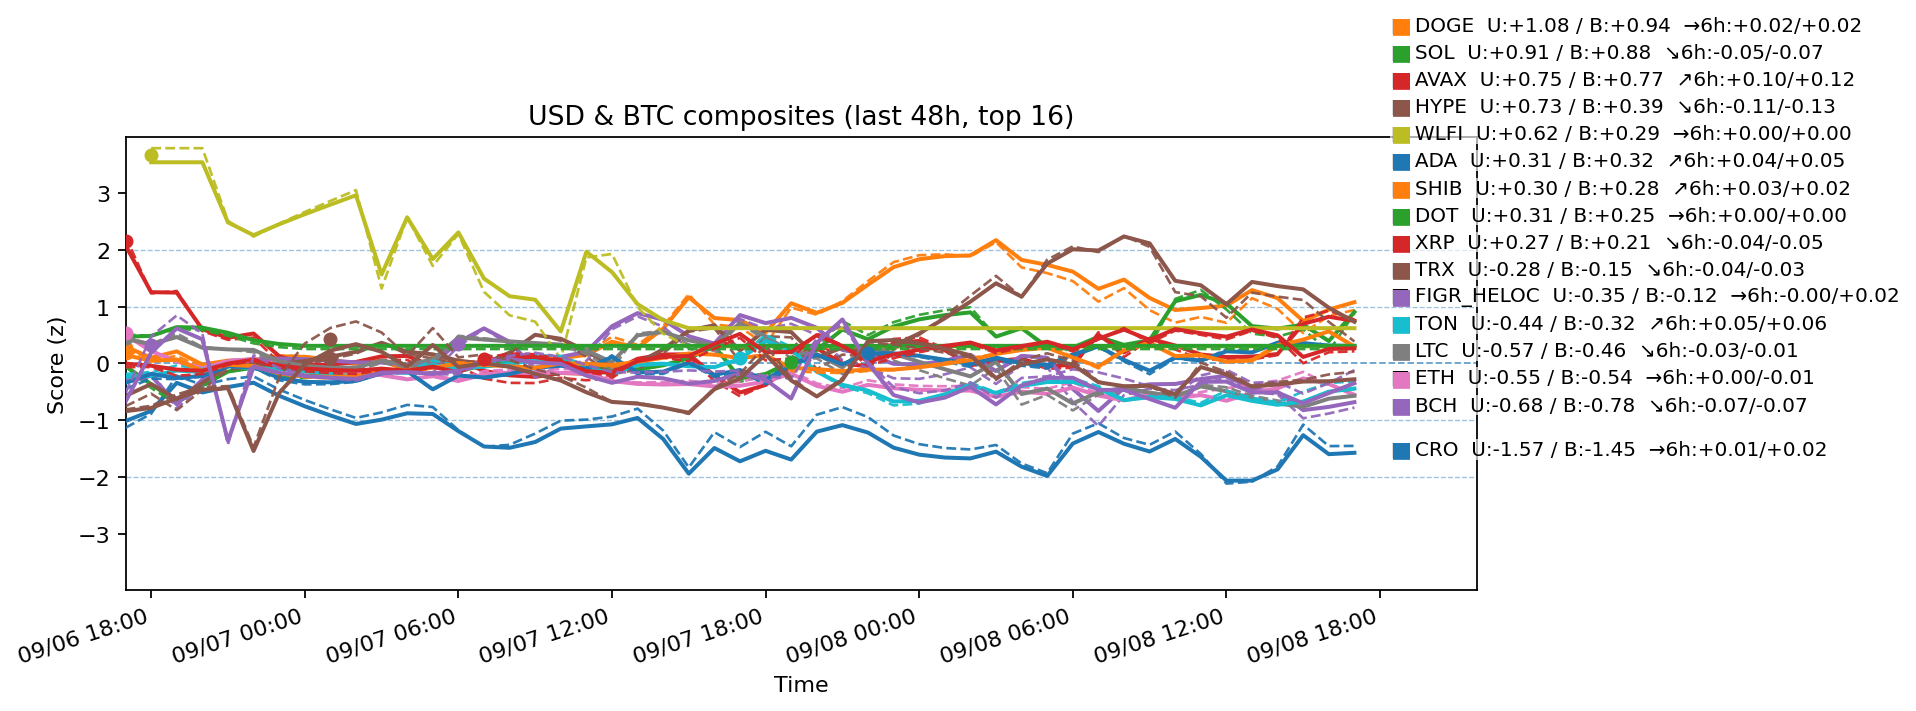 DOGE U:+1.08 / B:+0.94 →6h:+0.02/+0.02
SOL U:+0.91 / B:+0.88 ↘6h:-0.05/-0.07
AVAX U:+0.75 / B:+0.77 ↗6h:+0.10/+0.12
HYPE U:+0.73 / B:+0.39 ↘6h:-0.11/-0.13
WLFI U:+0.62 / B:+0.29 →6h:+0.00/+0.00
ADA U:+0.31 / B:+0.32 ↗6h:+0.04/+0.05
SHIB U:+0.30 / B:+0.28 ↗6h:+0.03/+0.02
DOT U:+0.31 / B:+0.25 →6h:+0.00/+0.00
XRP U:+0.27 / B:+0.21 ↘6h:-0.04/-0.05
TRX U:-0.28 / B:-0.15 ↘6h:-0.04/-0.03
FIGR_HELOC U:-0.35 / B:-0.12 →6h:-0.00/+0.02
TON U:-0.44 / B:-0.32 ↗6h:+0.05/+0.06
LTC U:-0.57 / B:-0.46 ↘6h:-0.03/-0.01
ETH U:-0.55 / B:-0.54 →6h:+0.00/-0.01
BCH U:-0.68 / B:-0.78 ↘6h:-0.07/-0.07
CRO U:-1.57 / B:-1.45 →6h:+0.01/+0.02
USD & BTC composites (last 48h, top 16)
Score (z)
3
2
1
0
−1
−2
−3
09/06 18:00
09/07 00:00
09/07 06:00
09/07 12:00
09/07 18:00
09/08 00:00
09/08 06:00
09/08 12:00
09/08 18:00
Time